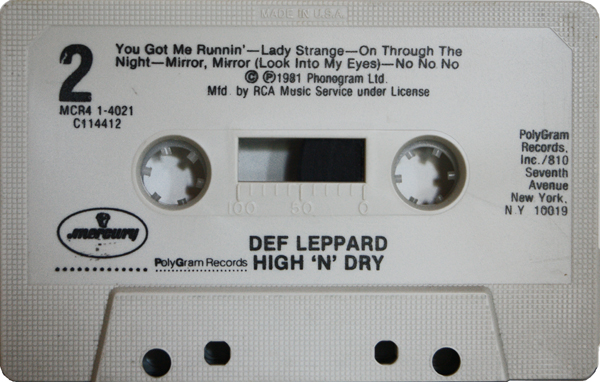 MADE IN U.S.A.
2
You Got Me Runnin'—Lady Strange—On Through The
Night—Mirror, Mirror (Look Into My Eyes)—No No No
© ℗1981 Phonogram Ltd.
Mfd. by RCA Music Service under License
MCR4 1-4021
C114412
PolyGram
Records,
Inc./810
Seventh
Avenue
New York,
N Y 10019
100 50 0
mercury
PolyGram Records
DEF LEPPARD
HIGH 'N' DRY